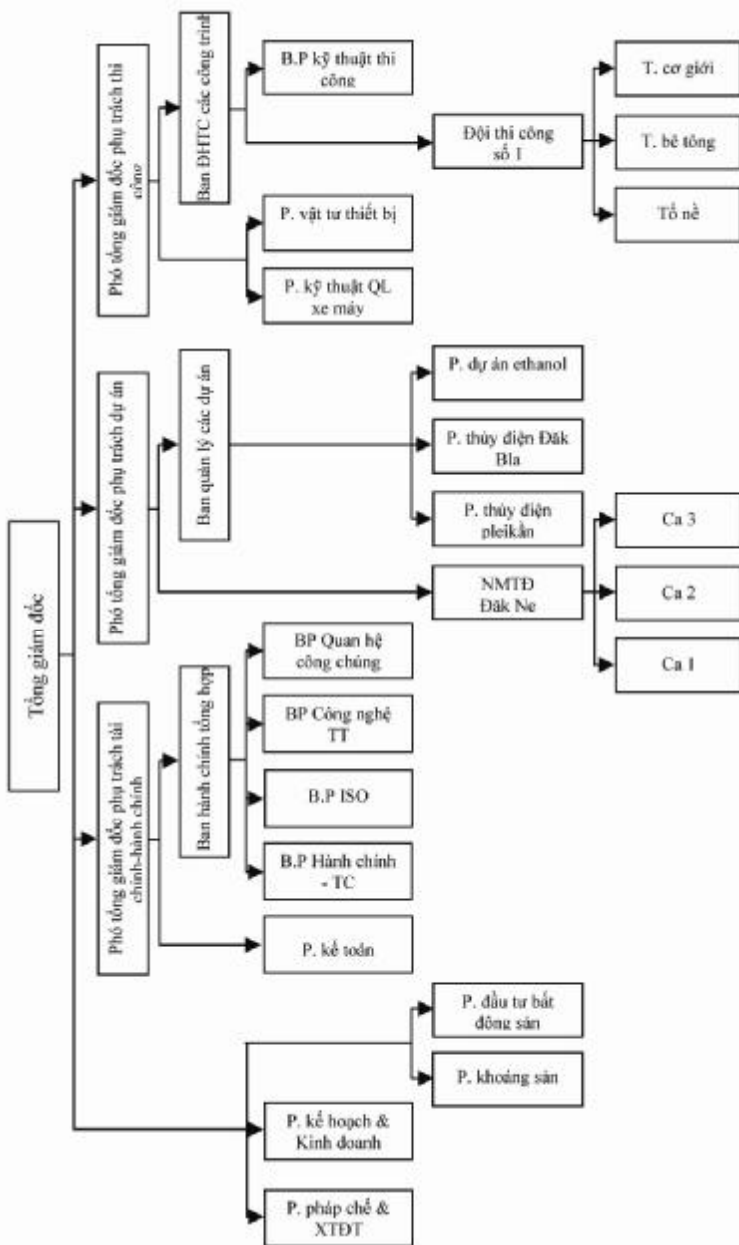 Tổng giám đốc
Phó tổng giám đốc phụ trách thi
công
Ban ĐHTC các công trình
B.P kỹ thuật thi
công
Đội thi công
số 1
T. cơ giới
T. bê tông
Tổ nề
P. vật tư thiết bị
P. kỹ thuật QL
xe máy
Phó tổng giám đốc phụ trách dự án
Ban quản lý các dự án
P. dự án ethanol
P. thủy điện Đăk
Bla
P. thủy điện
pleikần
NMTĐ
Đăk Ne
Ca 3
Ca 2
Ca 1
Phó tổng giám đốc phụ trách tài
chính-hành chính
Ban hành chính tổng hợp
BP Quan hệ
công chúng
BP Công nghệ
TT
B.P ISO
B.P Hành chính
- TC
P. kế toán
P. đầu tư bất
động sản
P. khoáng sản
P. kế hoạch &
Kinh doanh
P. pháp chế &
XTĐT